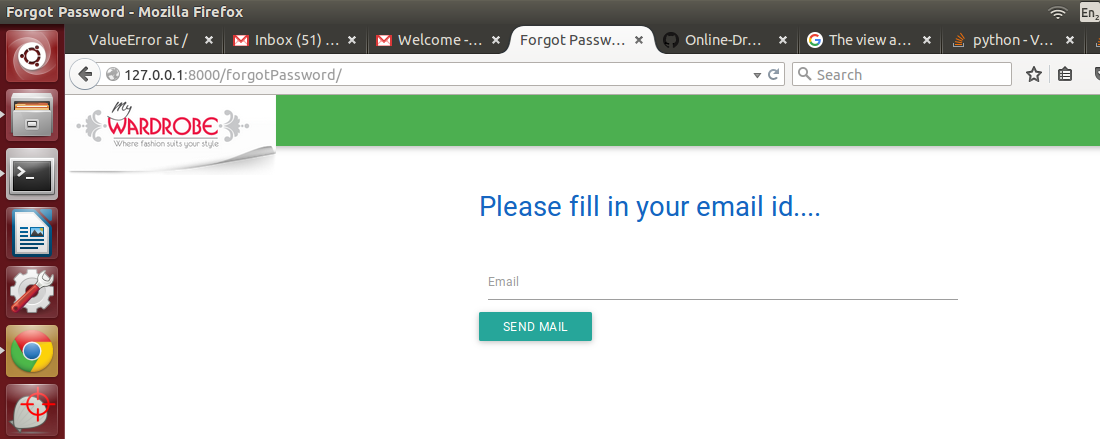 Forgot Password - Mozilla Firefox
En2
ValueError at /
Inbox (51) ...
Welcome -...
Forgot Passw...
Online-Dr...
The view a...
python - V...
127.0.0.1:8000/forgotPassword/
Search
My
WARDROBE
Where fashion suits your style
Please fill in your email id....
Email
SEND MAIL